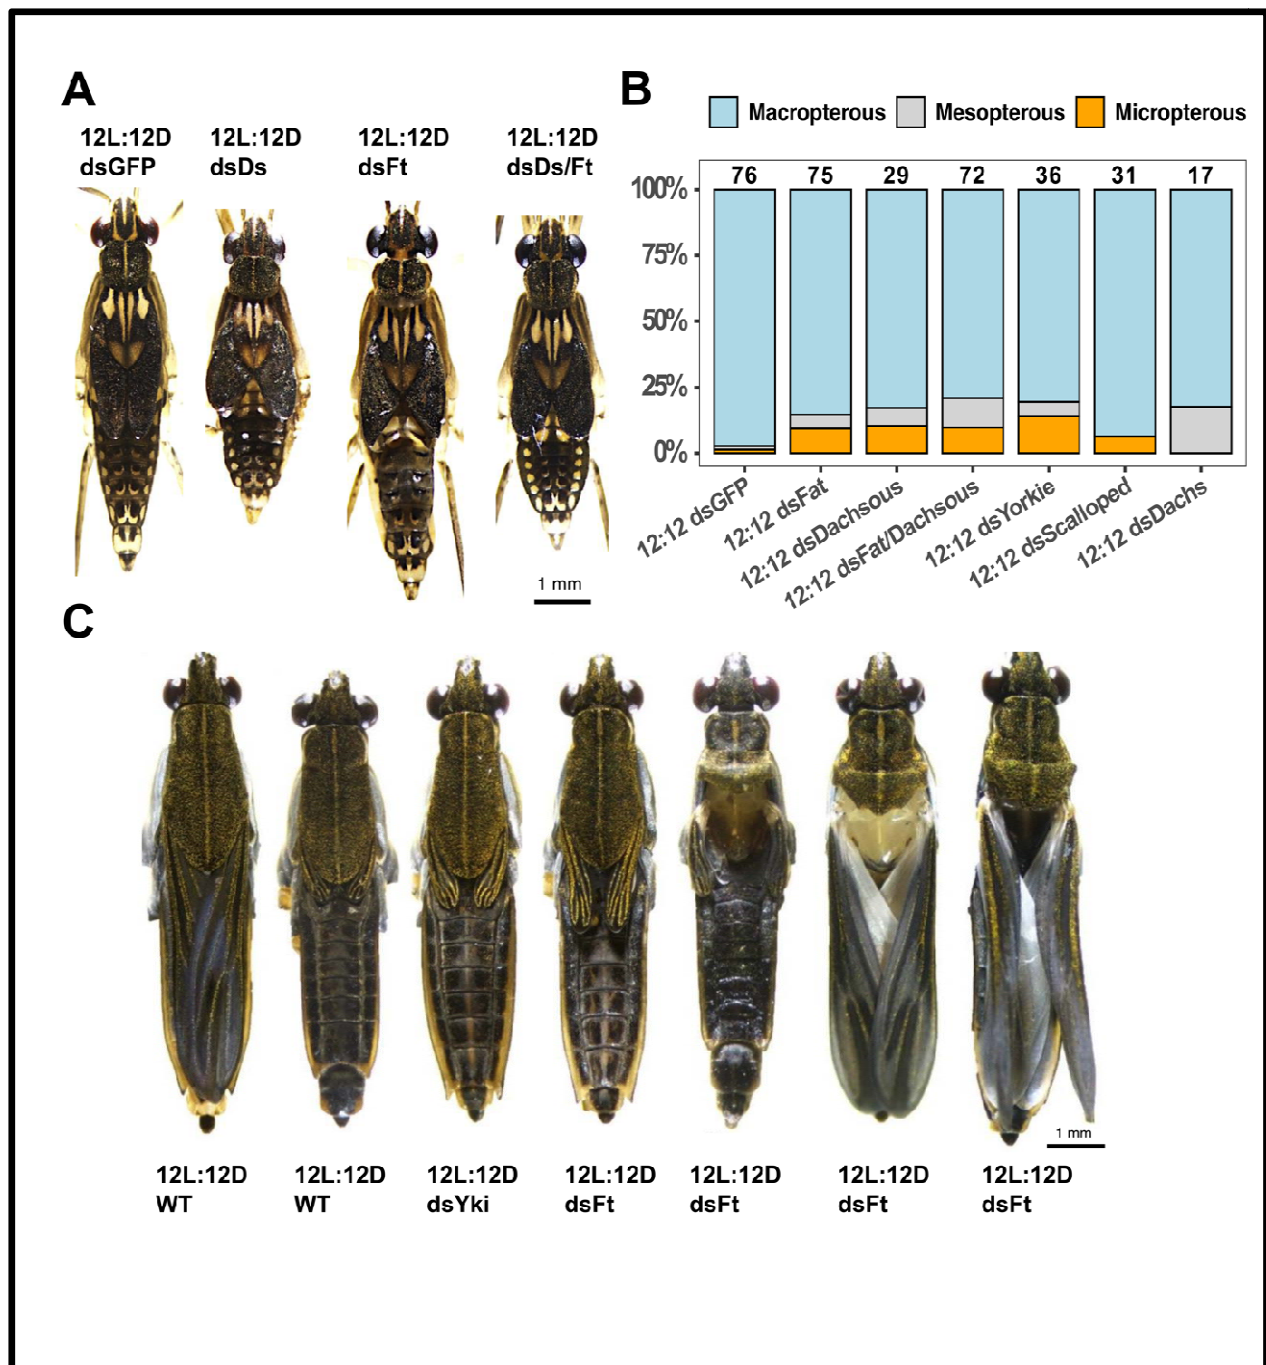 A
12L:12D
dsGFP
12L:12D
dsDs
12L:12D
dsFt
12L:12D
dsDs/Ft
1 mm
B
Macropterous
Mesopterous
Micropterous
76
75
29
72
36
31
17
100%
75%
50%
25%
0%
12:12 dsGFP
12:12 dsFat
12:12 dsDachsous
12:12 dsFat/Dachsous
12:12 dsYorkie
12:12 dsScalloped
12:12 dsDachs
C
1 mm
12L:12D
WT
12L:12D
WT
12L:12D
dsYki
12L:12D
dsFt
12L:12D
dsFt
12L:12D
dsFt
12L:12D
dsFt